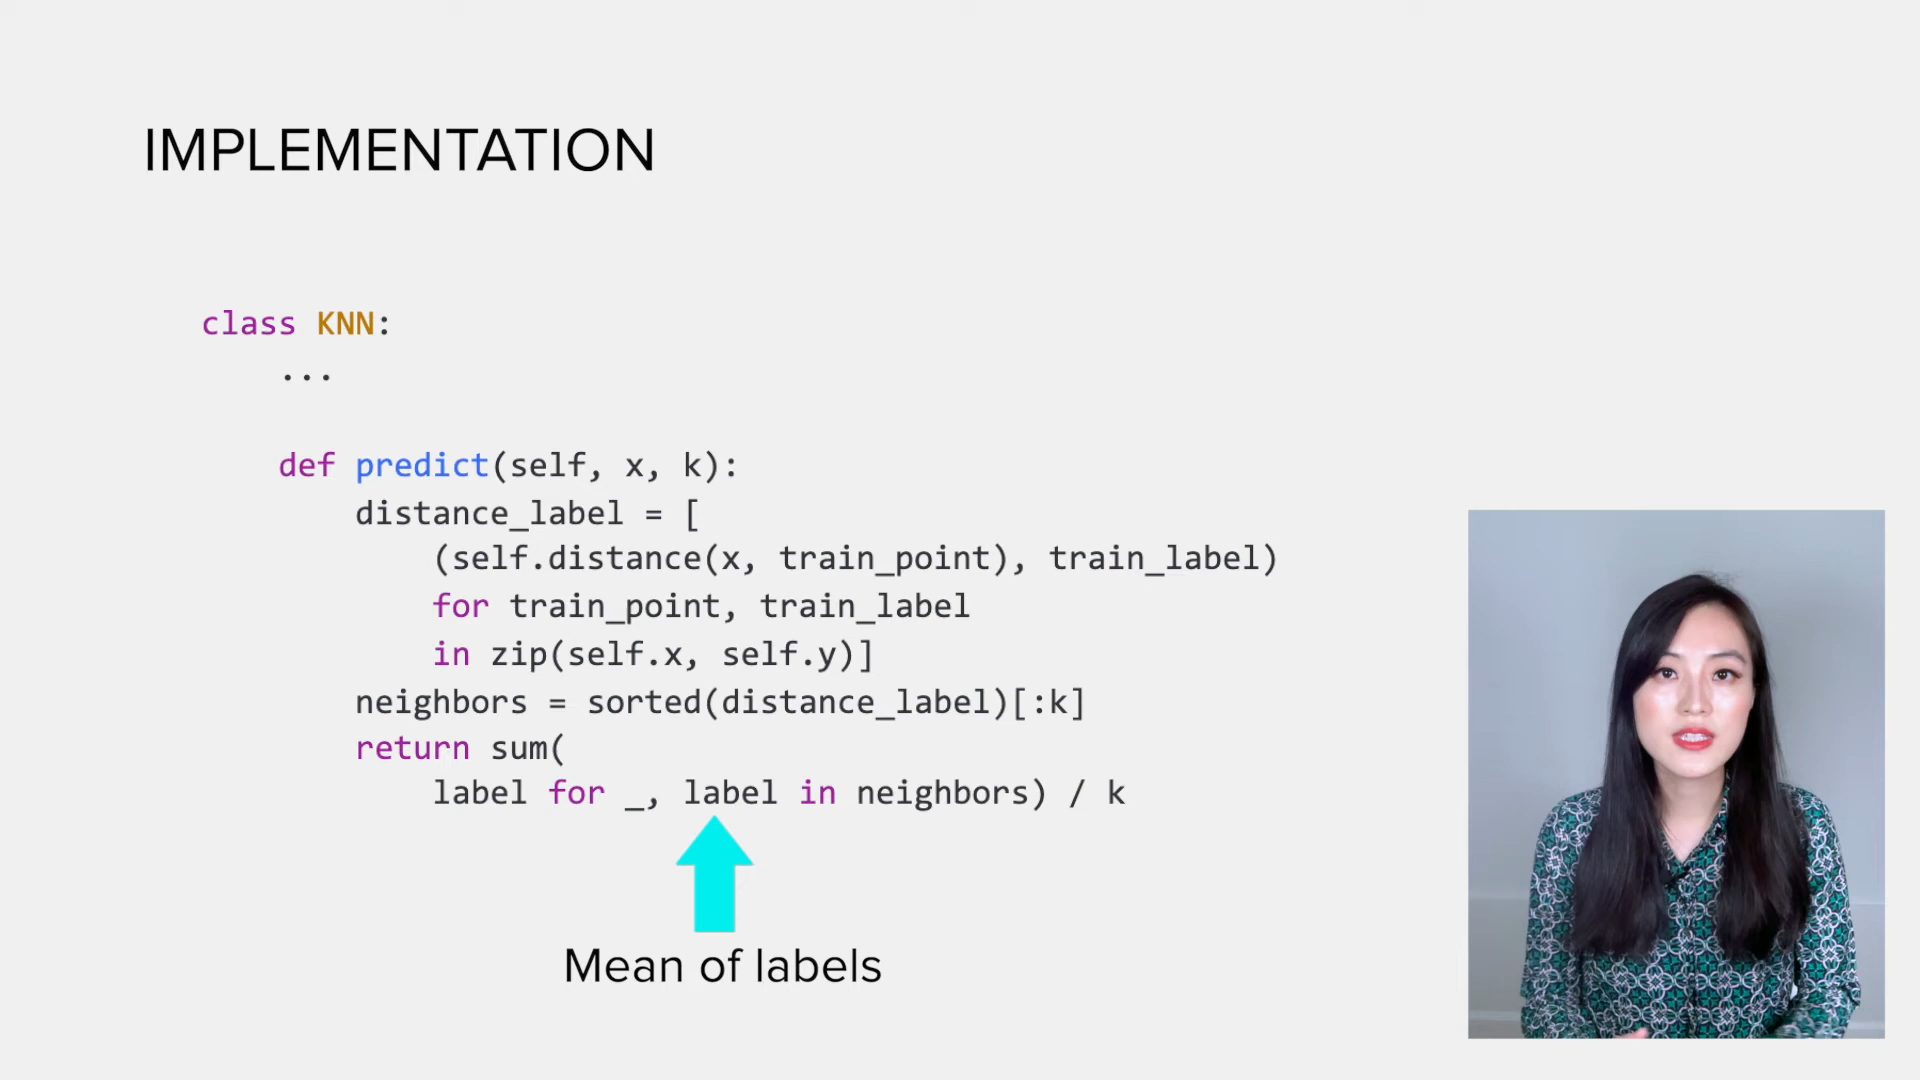 IMPLEMENTATION
class KNN:
    ...
    def predict(self, x, k):
        distance_label = [
            (self.distance(x, train_point), train_label)
            for train_point, train_label
            in zip(self.x, self.y)]
        neighbors = sorted(distance_label)[:k]
        return sum(
            label for _, label in neighbors) / k
Mean of labels